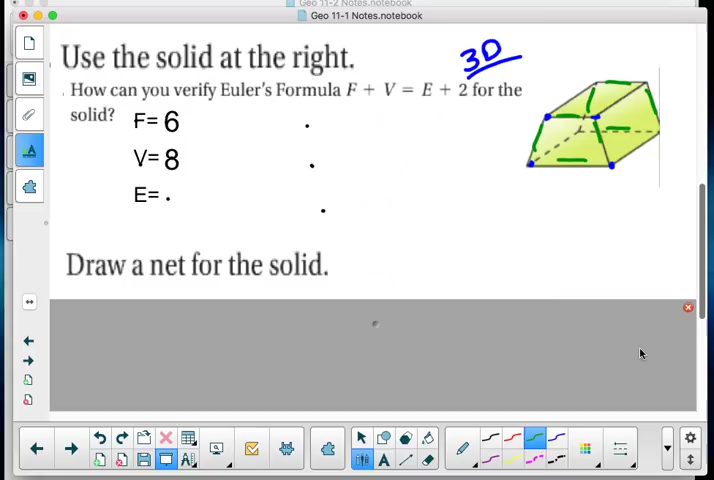 Geo 11-2 Notes.notebook
Geo 11-1 Notes.notebook
Use the solid at the right.
3D
How can you verify Euler's Formula F + V = E + 2 for the
solid?
F= 6
V= 8
E=
Draw a net for the solid.
A
A
A